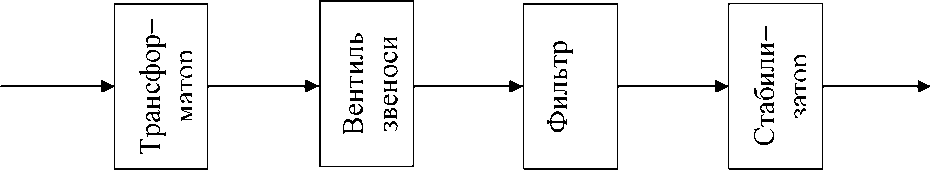 Трансфор–
матор
Вентиль
звеноси
Фильтр
Стабили–
затор